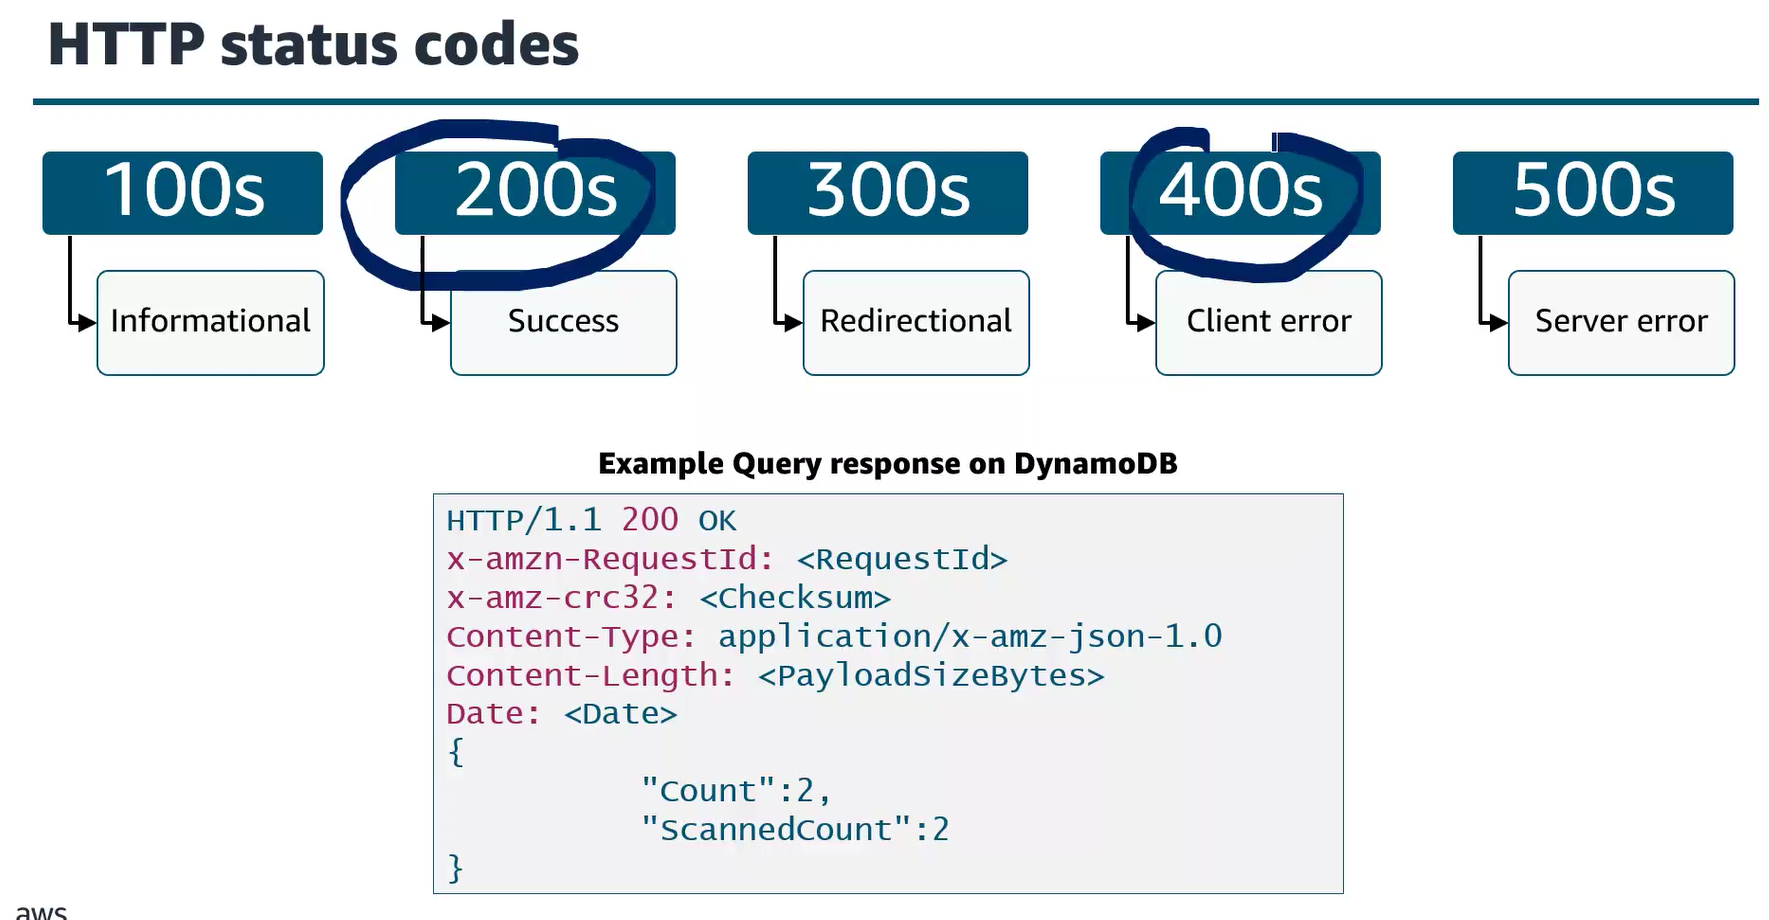 HTTP status codes
100s 200s 300s 400s 500s
Informational Success Redirectional Client error Server error
Example Query response on DynamoDB
HTTP/1.1 200 OK
x-amzn-RequestId: <RequestId>
x-amz-crc32: <Checksum>
Content-Type: application/x-amz-json-1.0
Content-Length: <PayloadSizeBytes>
Date: <Date>
{
"Count":2,
"ScannedCount":2
}
aws